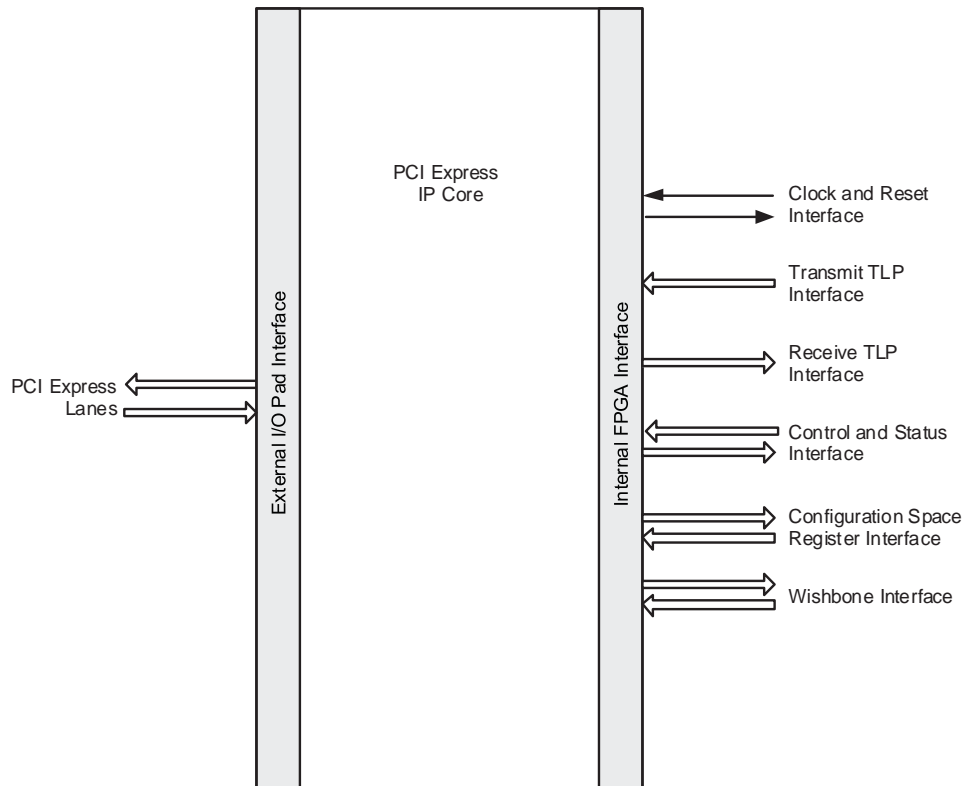 PCI Express
IP Core
Clock and Reset
Interface
Transmit TLP
Interface
External I/O Pad Interface
Internal FPGA Interface
Receive TLP
Interface
PCI Express
Lanes
Control and Status
Interface
Configuration Space
Register Interface
Wishbone Interface